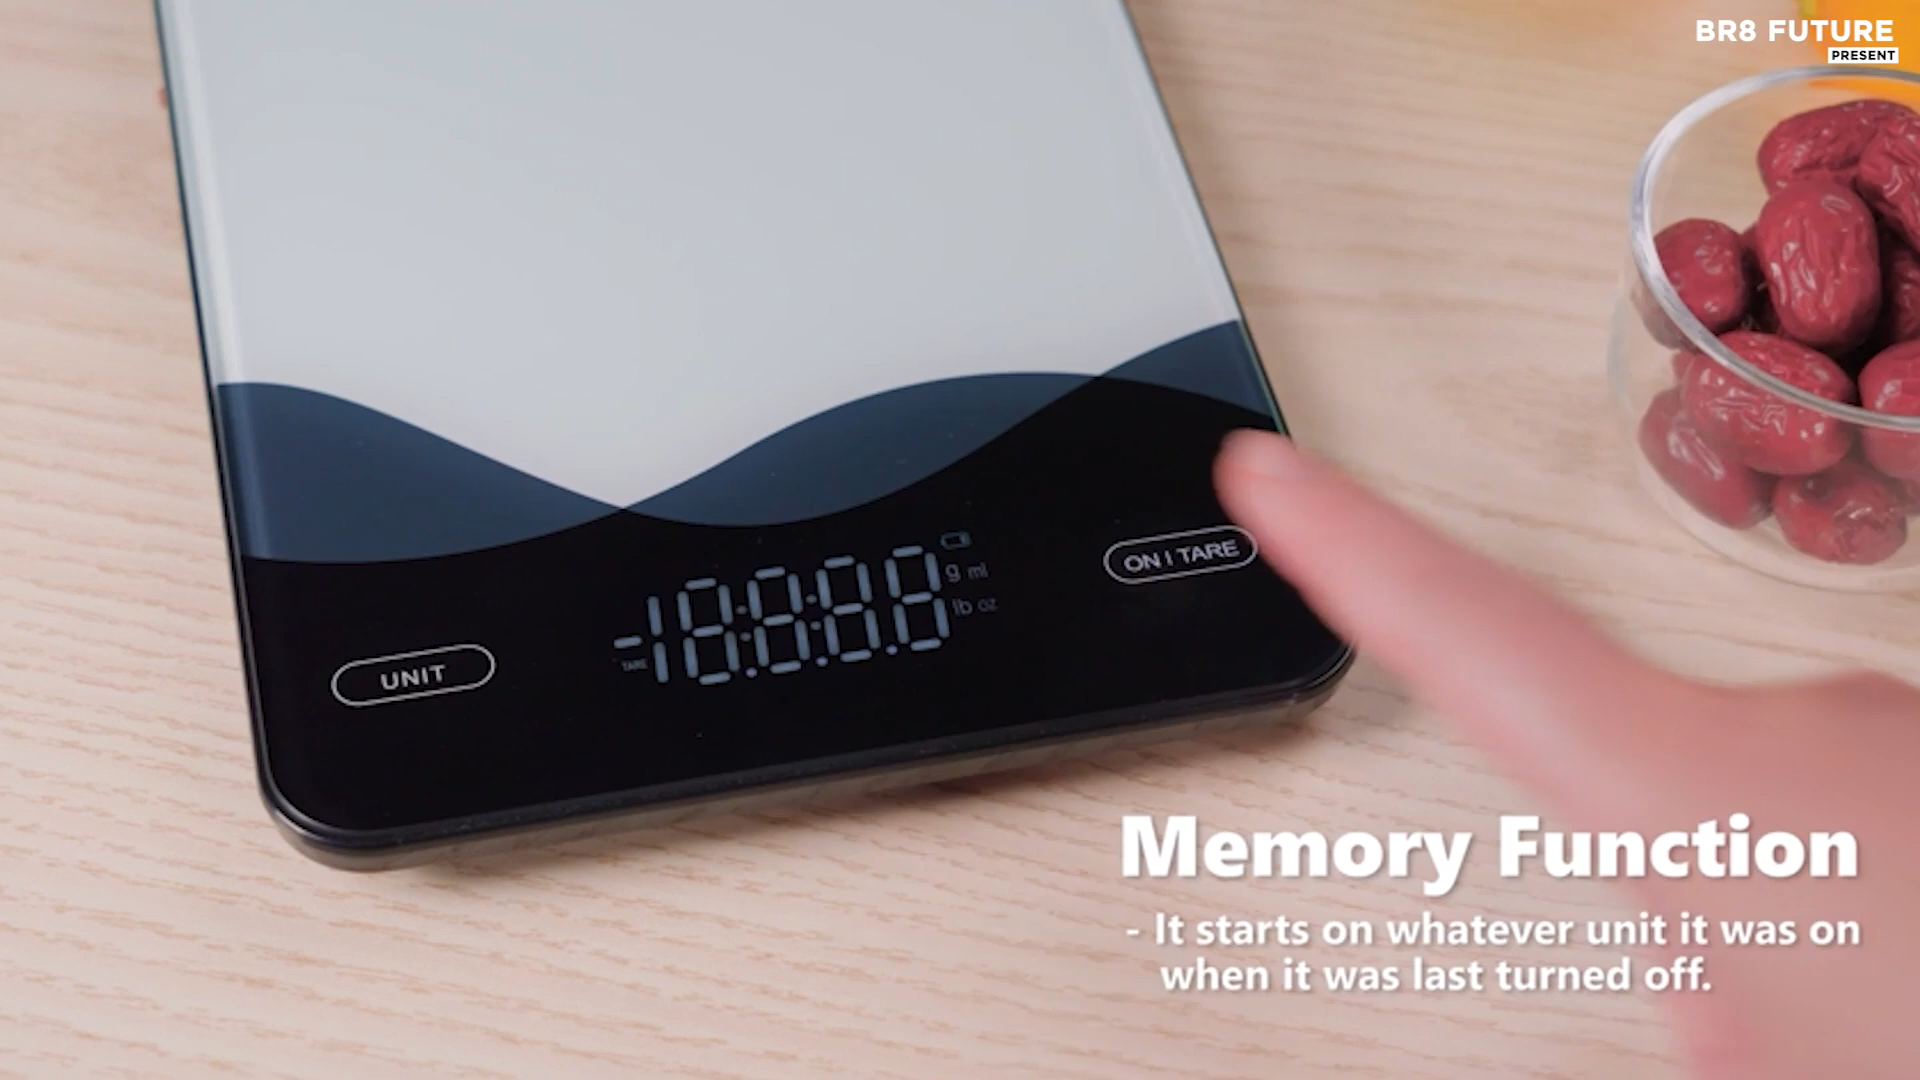 BR8 FUTURE
PRESENT
-18:8:8.8
g ml
lb oz
TARE
ON | TARE
UNIT
Memory Function
- It starts on whatever unit it was on
when it was last turned off.